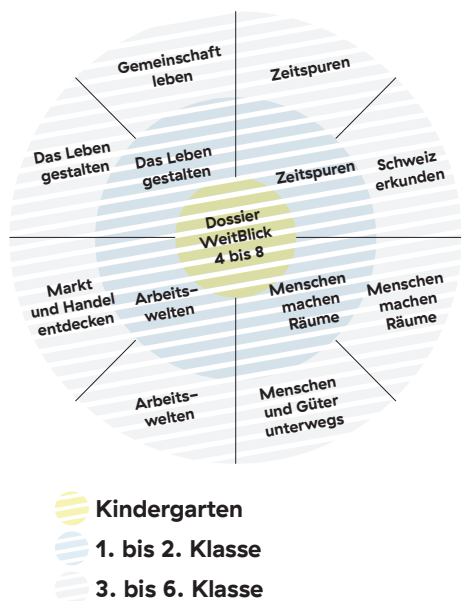 Gemeinschaft
leben
Zeitspuren
Das Leben
gestalten
Das Leben
gestalten
Zeitspuren
Schweiz
erkunden
Dossier
WeitBlick
4 bis 8
Markt
und Handel
entdecken
Arbeits–
welten
Menschen
machen
Räume
Menschen
machen
Räume
Arbeits–
welten
Menschen
und Güter
unterwegs
Kindergarten
1. bis 2. Klasse
3. bis 6. Klasse